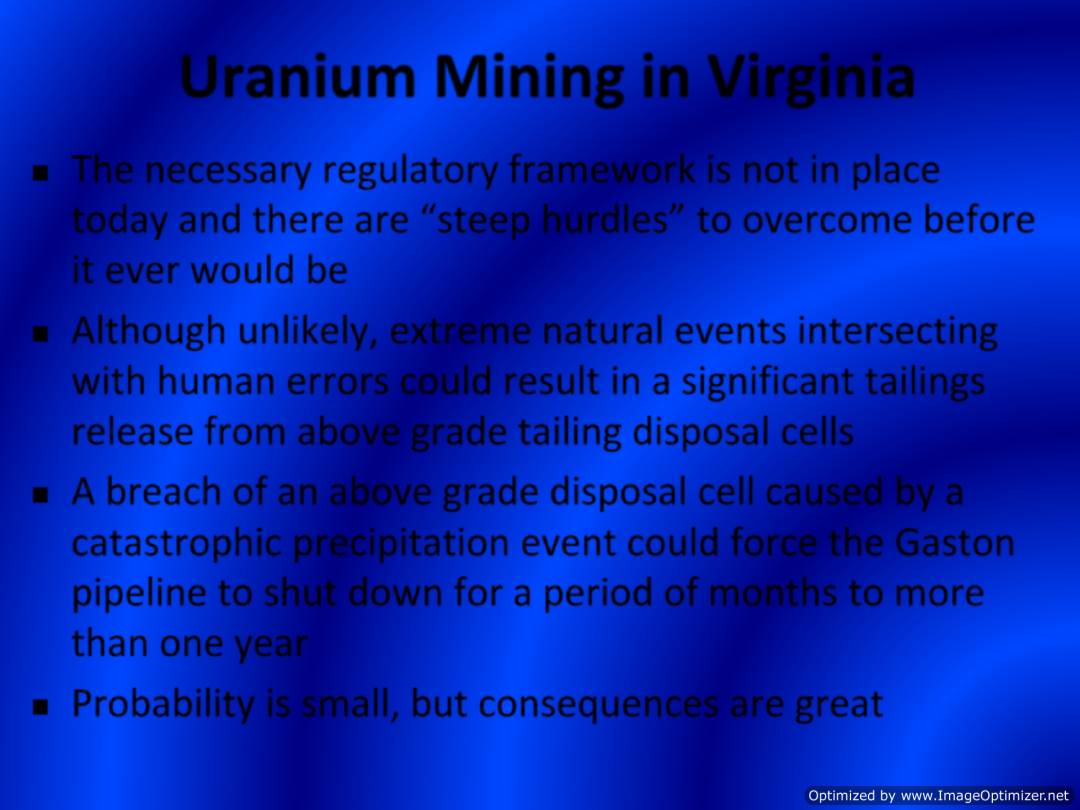 Uranium Mining in Virginia
▪ The necessary regulatory framework is not in place
today and there are “steep hurdles” to overcome before
it ever would be
▪ Although unlikely, extreme natural events intersecting
with human errors could result in a significant tailings
release from above grade tailing disposal cells
▪ A breach of an above grade disposal cell caused by a
catastrophic precipitation event could force the Gaston
pipeline to shut down for a period of months to more
than one year
▪ Probability is small, but consequences are great
Optimized by www.ImageOptimizer.net